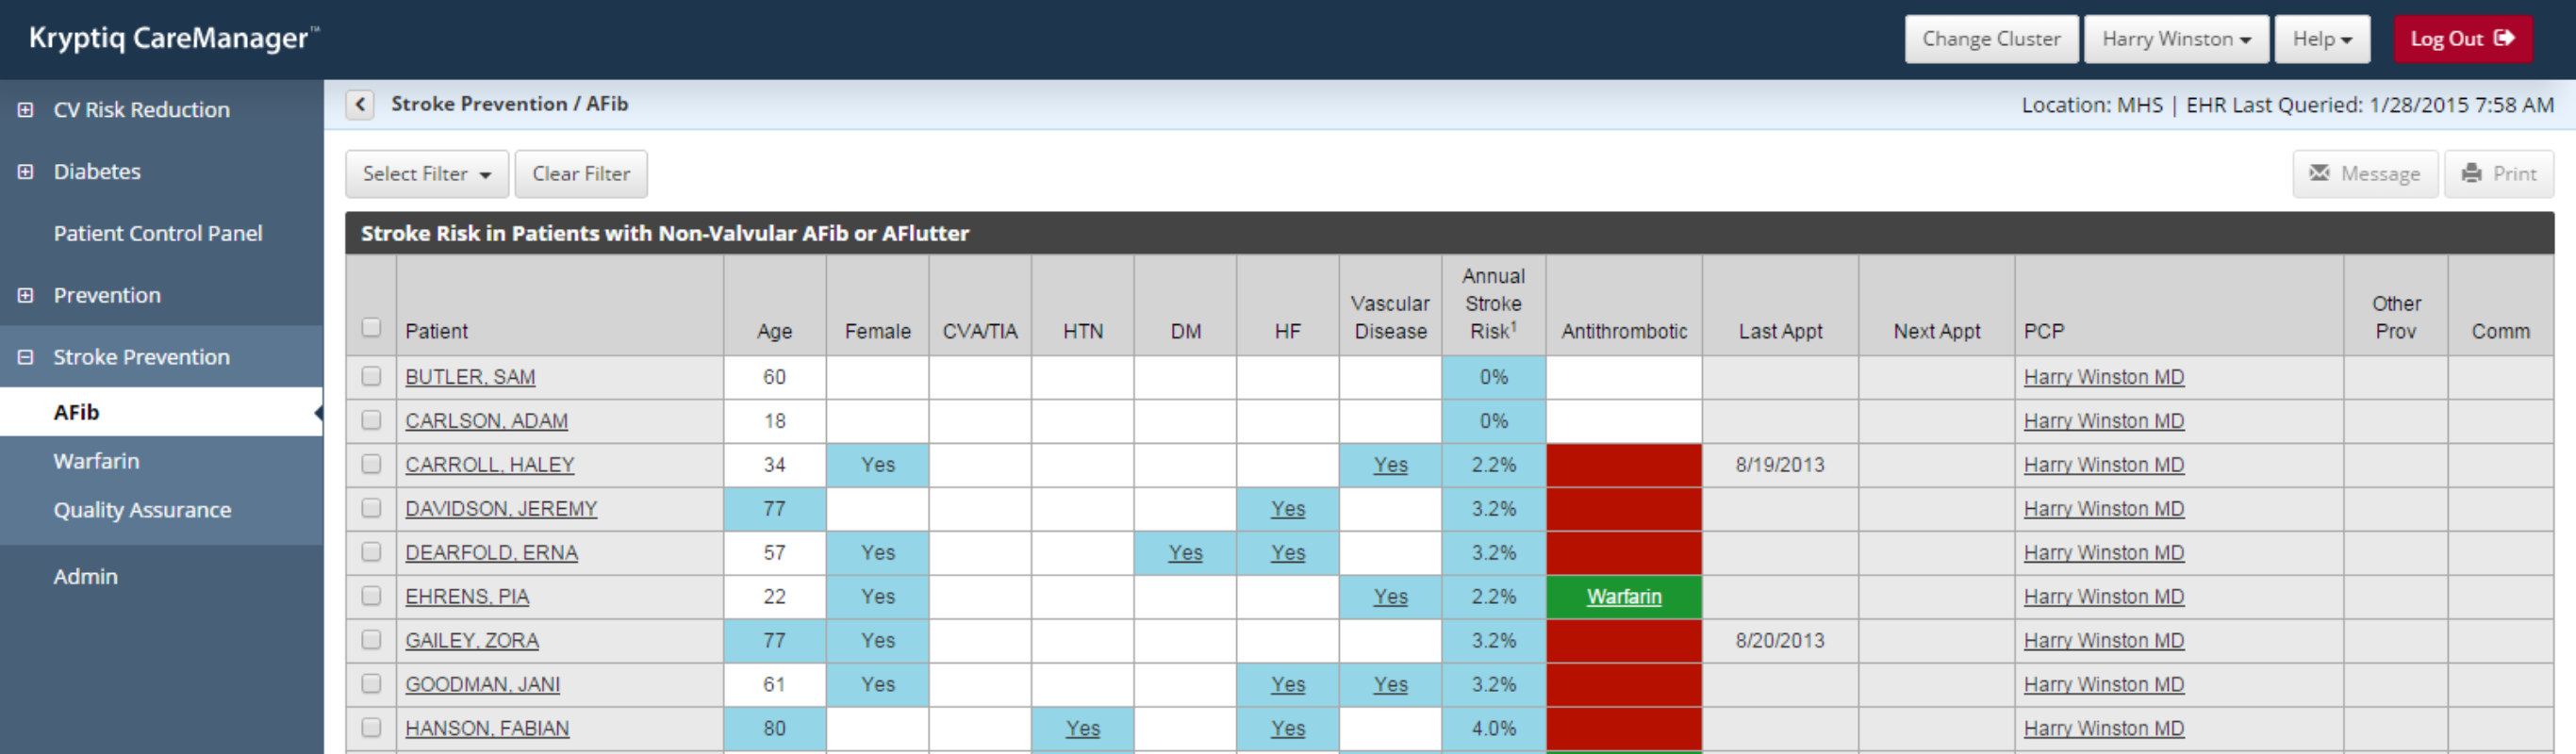 Kryptiq CareManager™
Change Cluster Harry Winston Help Log Out
CV Risk Reduction
Diabetes
Patient Control Panel
Prevention
Stroke Prevention
AFib
Warfarin
Quality Assurance
Admin
Stroke Prevention / AFib
Location: MHS | EHR Last Queried: 1/28/2015 7:58 AM
Select Filter Clear Filter Message Print
Stroke Risk in Patients with Non-Valvular AFib or AFlutter
Patient Age Female CVA/TIA HTN DM HF Vascular Disease Annual Stroke Risk¹ Antithrombotic Last Appt Next Appt PCP Other Prov Comm
BUTLER, SAM 60 0% Harry Winston MD
CARLSON, ADAM 18 0% Harry Winston MD
CARROLL, HALEY 34 Yes Yes 2.2% 8/19/2013 Harry Winston MD
DAVIDSON, JEREMY 77 Yes 3.2% Harry Winston MD
DEARFOLD, ERNA 57 Yes Yes Yes 3.2% Harry Winston MD
EHRENS, PIA 22 Yes Yes 2.2% Warfarin Harry Winston MD
GAILEY, ZORA 77 Yes 3.2% 8/20/2013 Harry Winston MD
GOODMAN, JANI 61 Yes Yes Yes 3.2% Harry Winston MD
HANSON, FABIAN 80 Yes Yes 4.0% Harry Winston MD